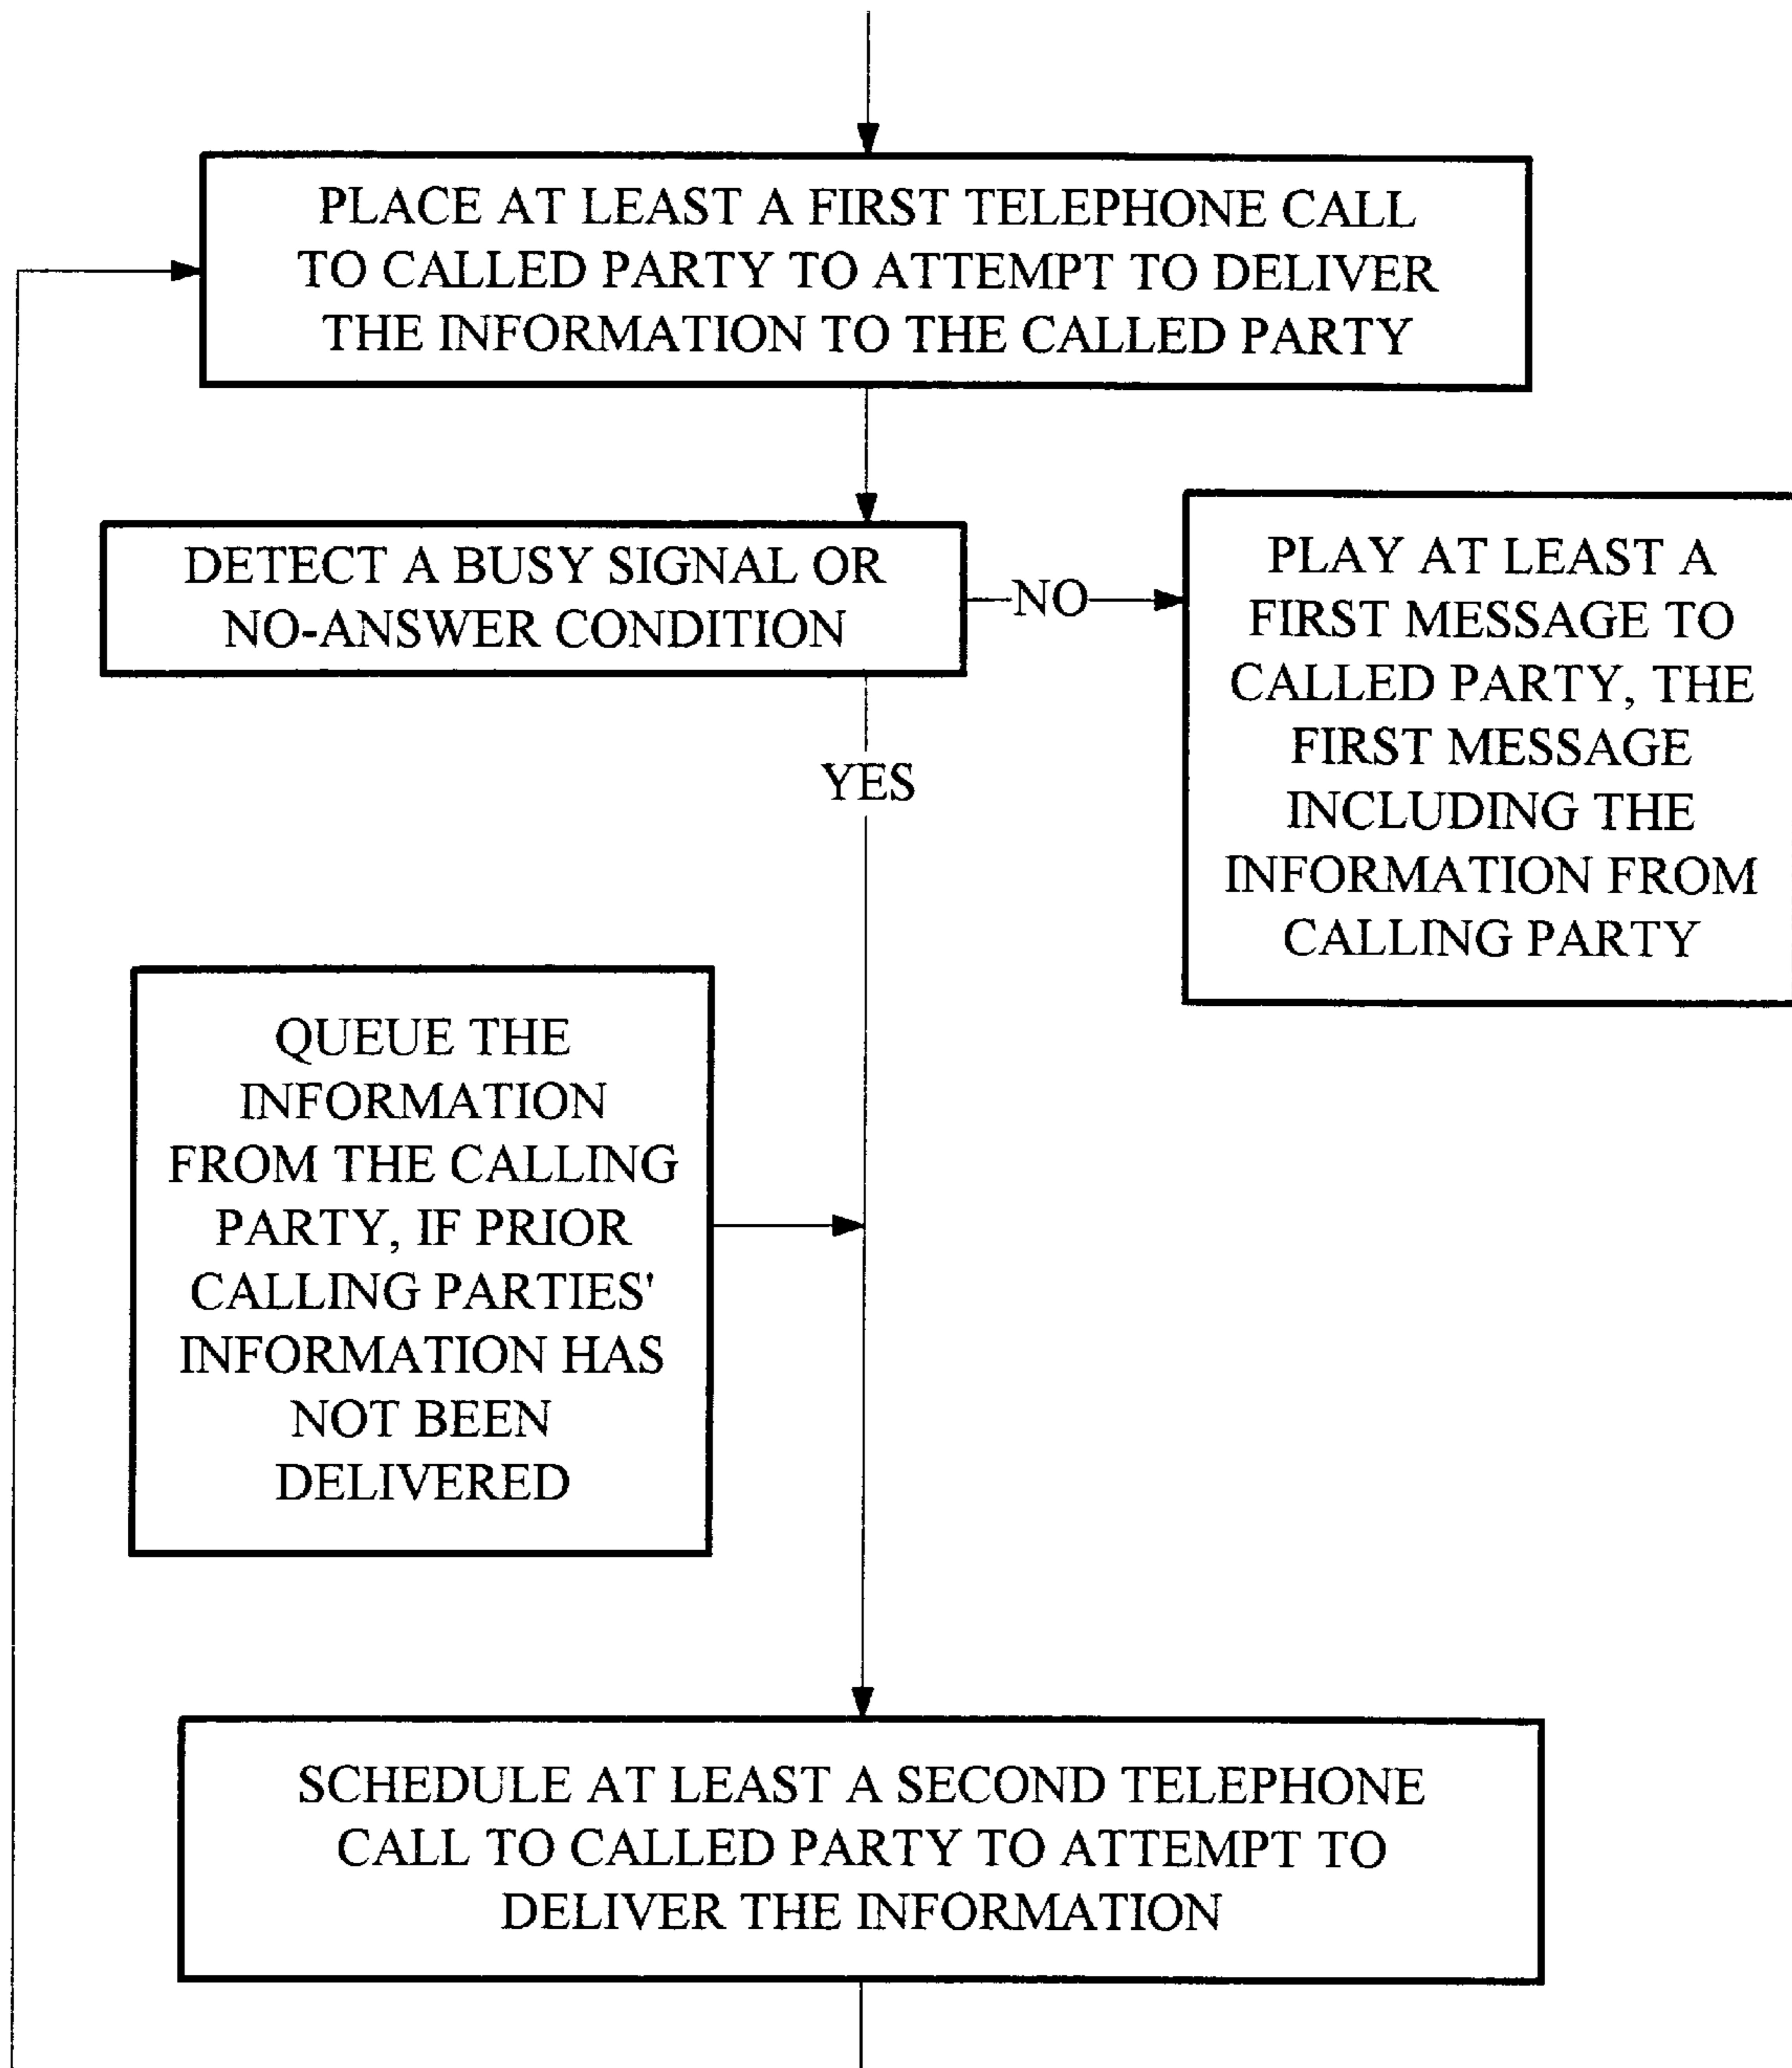 PLACE AT LEAST A FIRST TELEPHONE CALL
TO CALLED PARTY TO ATTEMPT TO DELIVER
THE INFORMATION TO THE CALLED PARTY
DETECT A BUSY SIGNAL OR
NO-ANSWER CONDITION
NO
PLAY AT LEAST A
FIRST MESSAGE TO
CALLED PARTY, THE
FIRST MESSAGE
INCLUDING THE
INFORMATION FROM
CALLING PARTY
YES
QUEUE THE
INFORMATION
FROM THE CALLING
PARTY, IF PRIOR
CALLING PARTIES'
INFORMATION HAS
NOT BEEN
DELIVERED
SCHEDULE AT LEAST A SECOND TELEPHONE
CALL TO CALLED PARTY TO ATTEMPT TO
DELIVER THE INFORMATION